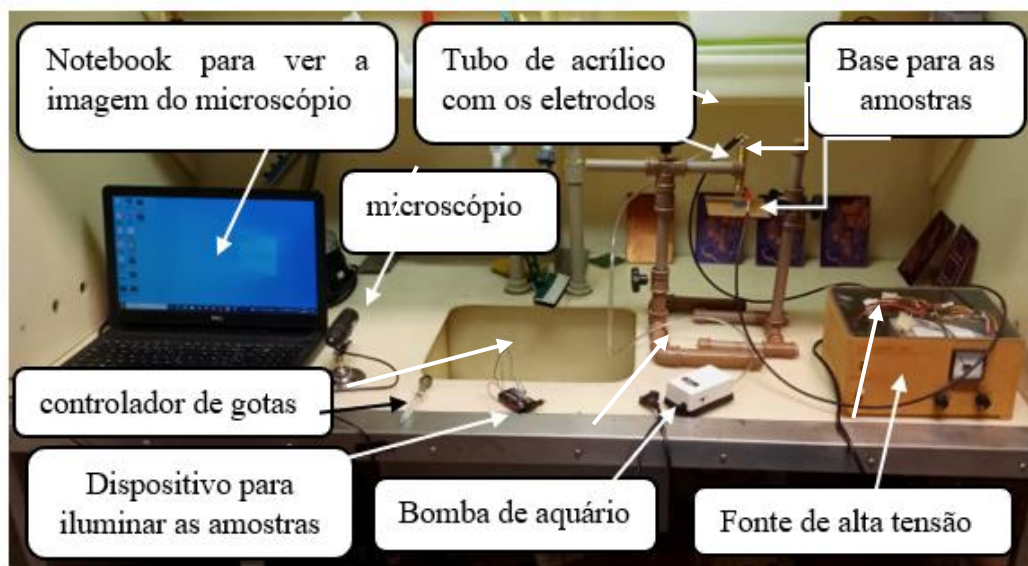 Notebook para ver a
imagem do microscópio
Tubo de acrílico
com os eletrodos
Base para as
amostras
microscópio
controlador de gotas
Dispositivo para
iluminar as amostras
Bomba de aquário
Fonte de alta tensão
DELL